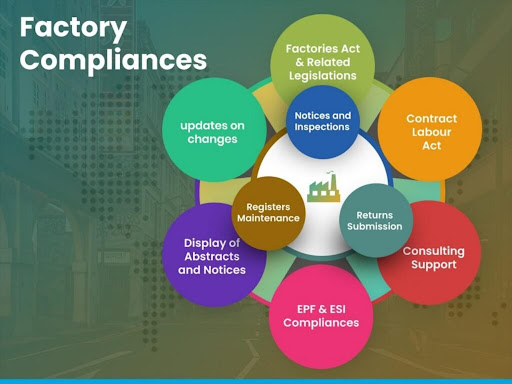 Factory
Compliances
Factories Act
& Related
Legislations
Notices and
Inspections
updates on
changes
Contract
Labour
Act
Registers
Maintenance
Returns
Submission
Display of
Abstracts
and Notices
Consulting
Support
EPF & ESI
Compliances